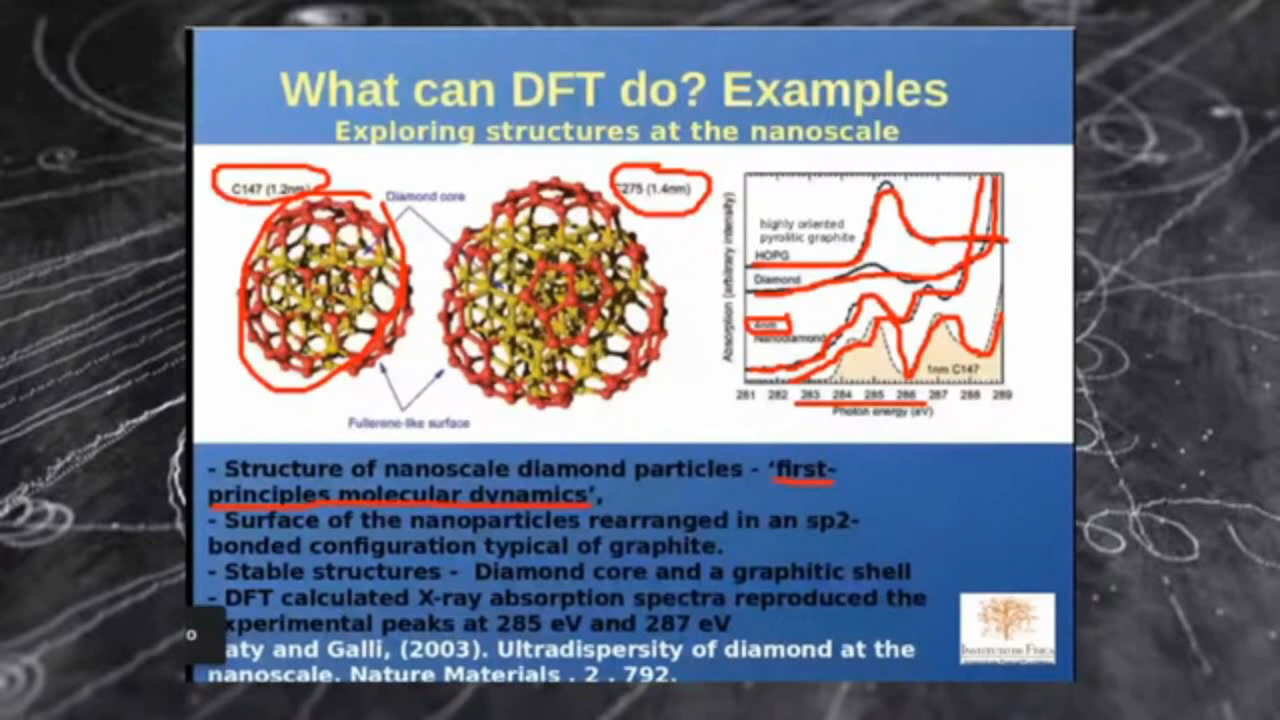 What can DFT do? Examples
Exploring structures at the nanoscale
C147 (1.2nm)
Diamond core
275 (1.4nm)
Fullerene-like surface
Absorption (arbitrary intensity)
highly oriented
pyrolitic graphite
HOPG
Diamond
4nm
Nanodiamond
1nm C147
281 282 283 284 285 286 287 288 289
Photon energy (eV)
- Structure of nanoscale diamond particles - ‘first-
principles molecular dynamics’,
- Surface of the nanoparticles rearranged in an sp2-
bonded configuration typical of graphite.
- Stable structures - Diamond core and a graphitic shell
- DFT calculated X-ray absorption spectra reproduced the
xperimental peaks at 285 eV and 287 eV
aty and Galli, (2003). Ultradispersity of diamond at the
nanoscale. Nature Materials , 2 , 792.
o
INSTITUTO DE FÍSICA